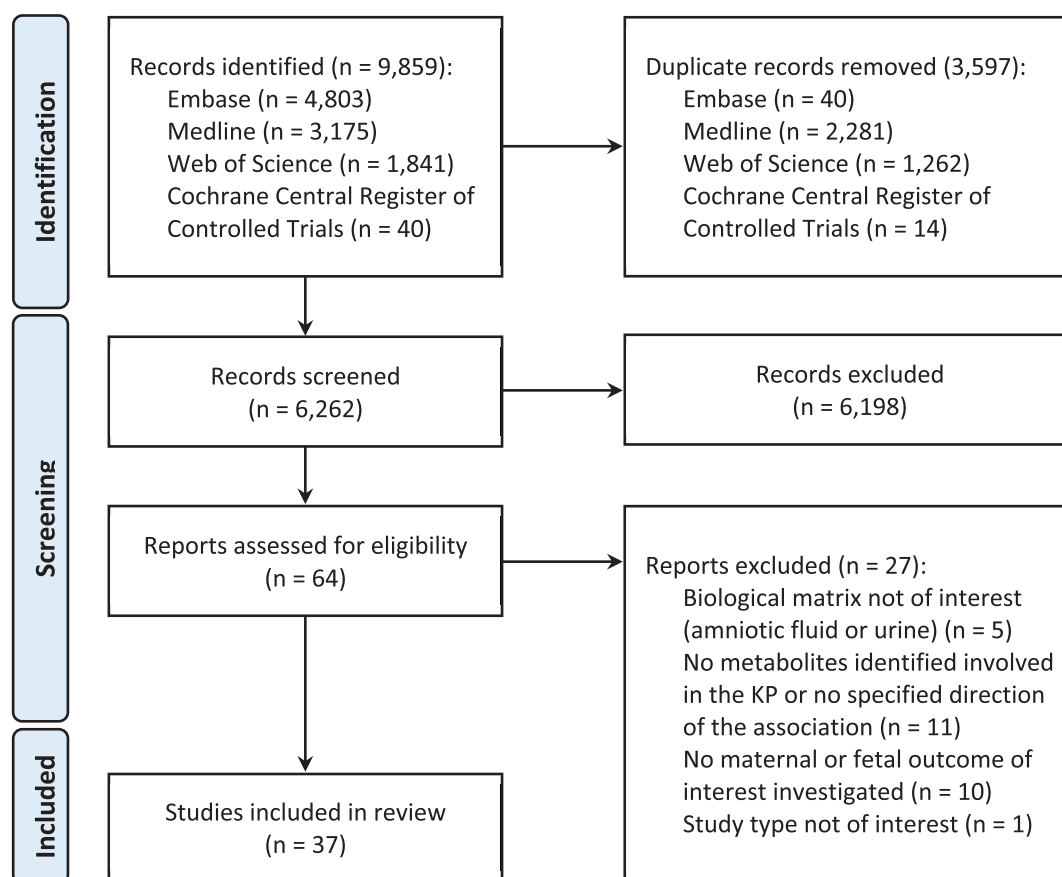 Identification
Records identified (n = 9,859):
Embase (n = 4,803)
Medline (n = 3,175)
Web of Science (n = 1,841)
Cochrane Central Register of
Controlled Trials (n = 40)
Duplicate records removed (3,597):
Embase (n = 40)
Medline (n = 2,281)
Web of Science (n = 1,262)
Cochrane Central Register of
Controlled Trials (n = 14)
Screening
Records screened
(n = 6,262)
Records excluded
(n = 6,198)
Reports assessed for eligibility
(n = 64)
Reports excluded (n = 27):
Biological matrix not of interest
(amniotic fluid or urine) (n = 5)
No metabolites identified involved
in the KP or no specified direction
of the association (n = 11)
No maternal or fetal outcome of
interest investigated (n = 10)
Study type not of interest (n = 1)
Included
Studies included in review
(n = 37)